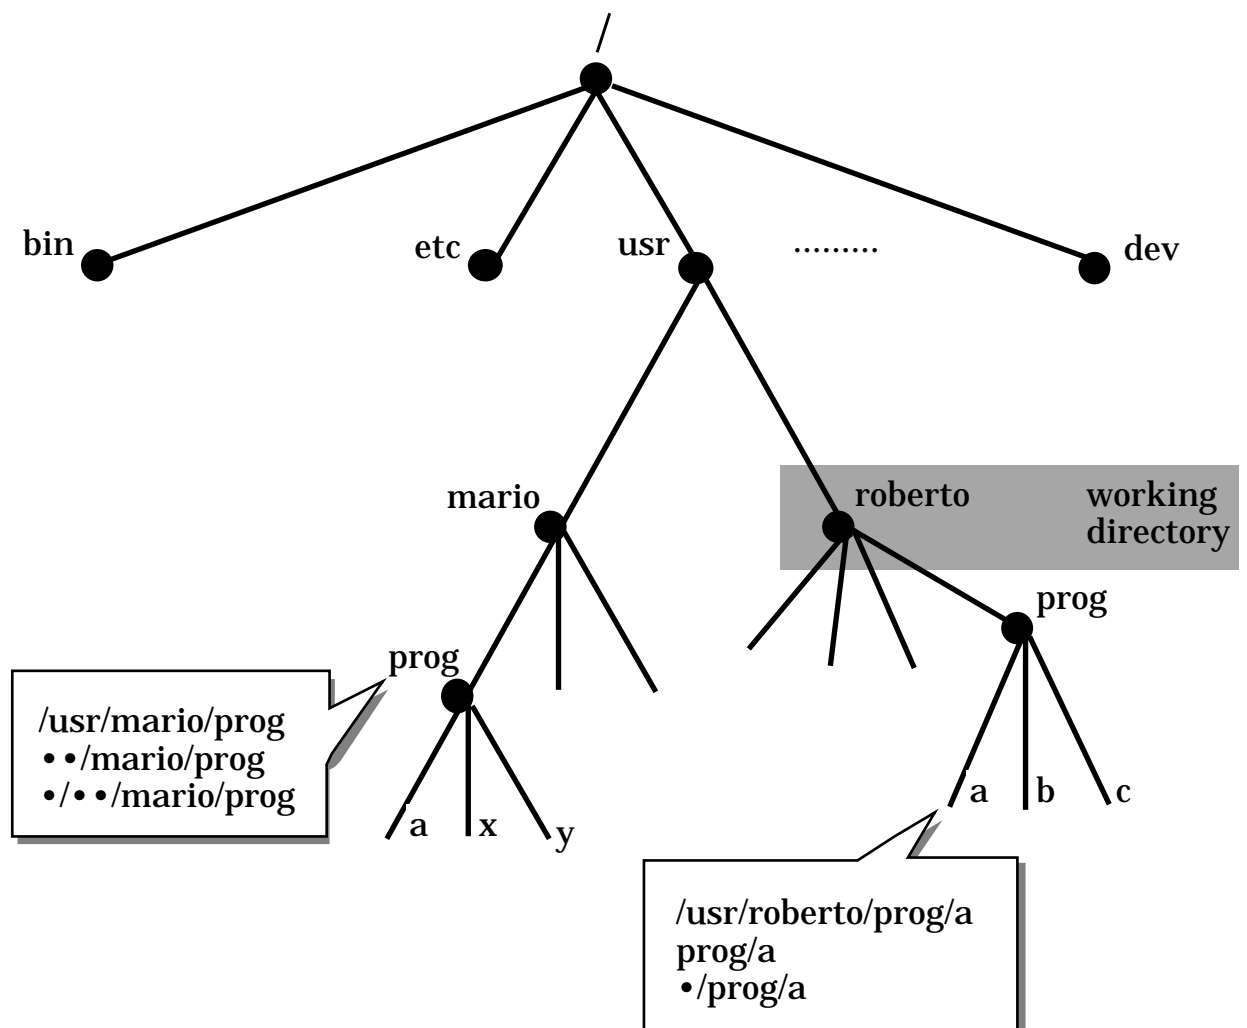 /
bin
etc
usr
.........
dev
mario
roberto
working
directory
prog
prog
/usr/mario/prog
••/mario/prog
•/••/mario/prog
a
x
y
a
b
c
/usr/roberto/prog/a
prog/a
•/prog/a